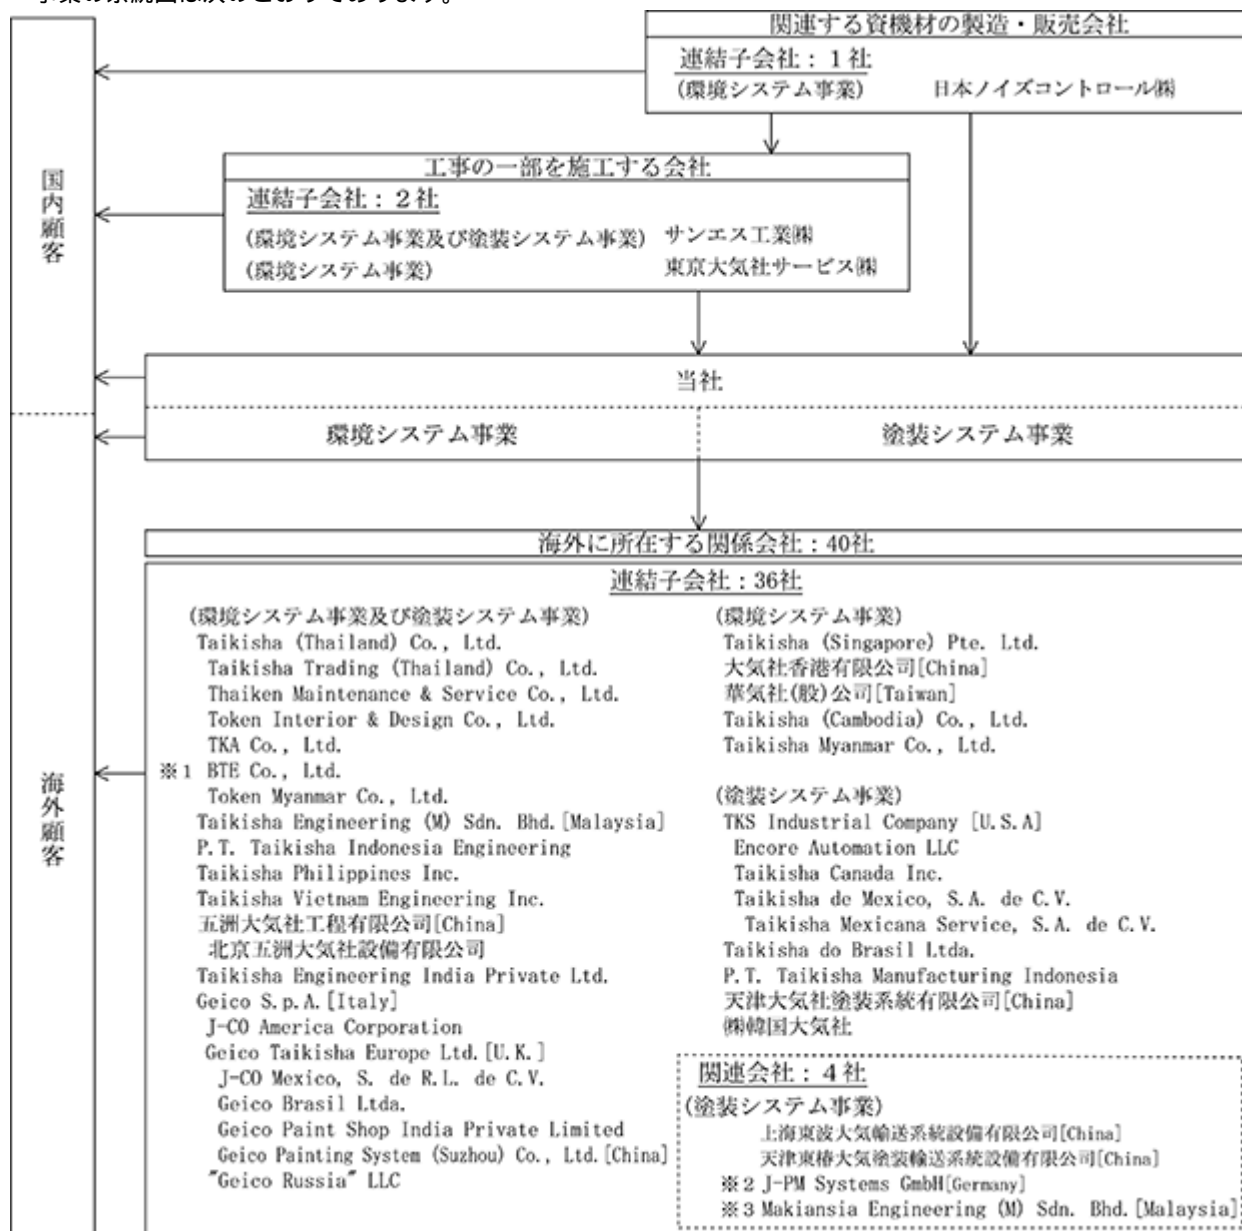 関連する資機材の製造・販売会社
連結子会社：１社
(環境システム事業) 日本ノイズコントロール㈱
国内顧客
工事の一部を施工する会社
連結子会社：２社
(環境システム事業及び塗装システム事業) サンエス工業㈱
(環境システム事業) 東京大気社サービス㈱
当社
環境システム事業 塗装システム事業
海外に所在する関係会社：40社
連結子会社：36社
海外顧客
(環境システム事業及び塗装システム事業)
Taikisha (Thailand) Co., Ltd.
Taikisha Trading (Thailand) Co., Ltd.
Thaiken Maintenance & Service Co., Ltd.
Token Interior & Design Co., Ltd.
TKA Co., Ltd.
※1 BTE Co., Ltd.
Token Myanmar Co., Ltd.
Taikisha Engineering (M) Sdn. Bhd.[Malaysia]
P.T. Taikisha Indonesia Engineering
Taikisha Philippines Inc.
Taikisha Vietnam Engineering Inc.
五洲大気社工程有限公司[China]
北京五洲大気社設備有限公司
Taikisha Engineering India Private Ltd.
Geico S.p.A.[Italy]
J-CO America Corporation
Geico Taikisha Europe Ltd.[U.K.]
J-CO Mexico, S. de R.L. de C.V.
Geico Brasil Ltda.
Geico Paint Shop India Private Limited
Geico Painting System (Suzhou) Co., Ltd.[China]
"Geico Russia" LLC
(環境システム事業)
Taikisha (Singapore) Pte. Ltd.
大気社香港有限公司[China]
華気社(股)公司[Taiwan]
Taikisha (Cambodia) Co., Ltd.
Taikisha Myanmar Co., Ltd.
(塗装システム事業)
TKS Industrial Company [U.S.A]
Encore Automation LLC
Taikisha Canada Inc.
Taikisha de Mexico, S.A. de C.V.
Taikisha Mexicana Service, S.A. de C.V.
Taikisha do Brasil Ltda.
P.T. Taikisha Manufacturing Indonesia
天津大気社塗装系統有限公司[China]
㈱韓国大気社
関連会社：４社
(塗装システム事業)
上海東波大気輸送系統設備有限公司[China]
天津東椿大気塗装輸送系統設備有限公司[China]
※2 J-PM Systems GmbH[Germany]
※3 Makiansia Engineering (M) Sdn. Bhd.[Malaysia]